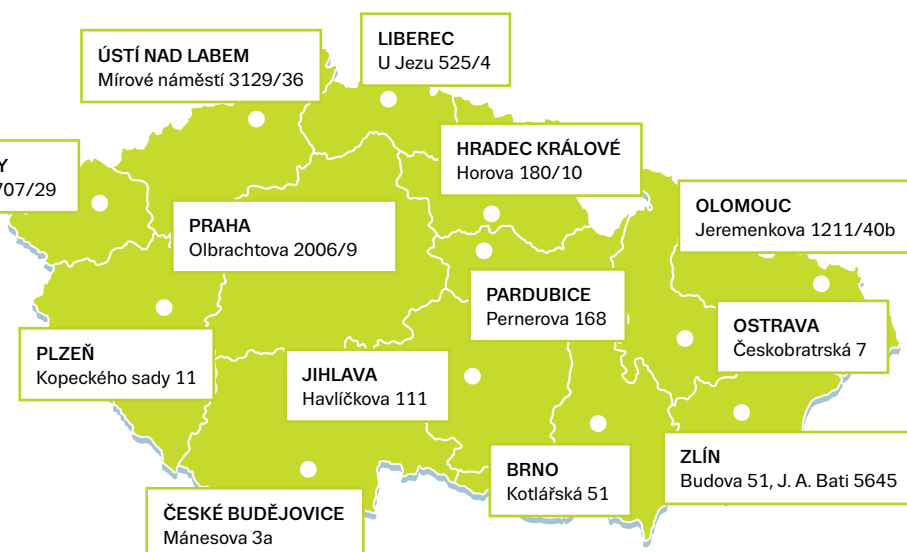 LIBEREC
U Jezu 525/4
ÚSTÍ NAD LABEM
Mírové náměstí 3129/36
HRADEC KRÁLOVÉ
Horova 180/10
Y
707/29
OLOMOUC
Jeremenkova 1211/40b
PRAHA
Olbrachtova 2006/9
PARDUBICE
Pernerova 168
OSTRAVA
Českobratrská 7
PLZEŇ
Kopeckého sady 11
JIHLAVA
Havlíčkova 111
BRNO
Kotlářská 51
ZLÍN
Budova 51, J. A. Bati 5645
ČESKÉ BUDĚJOVICE
Mánesova 3a